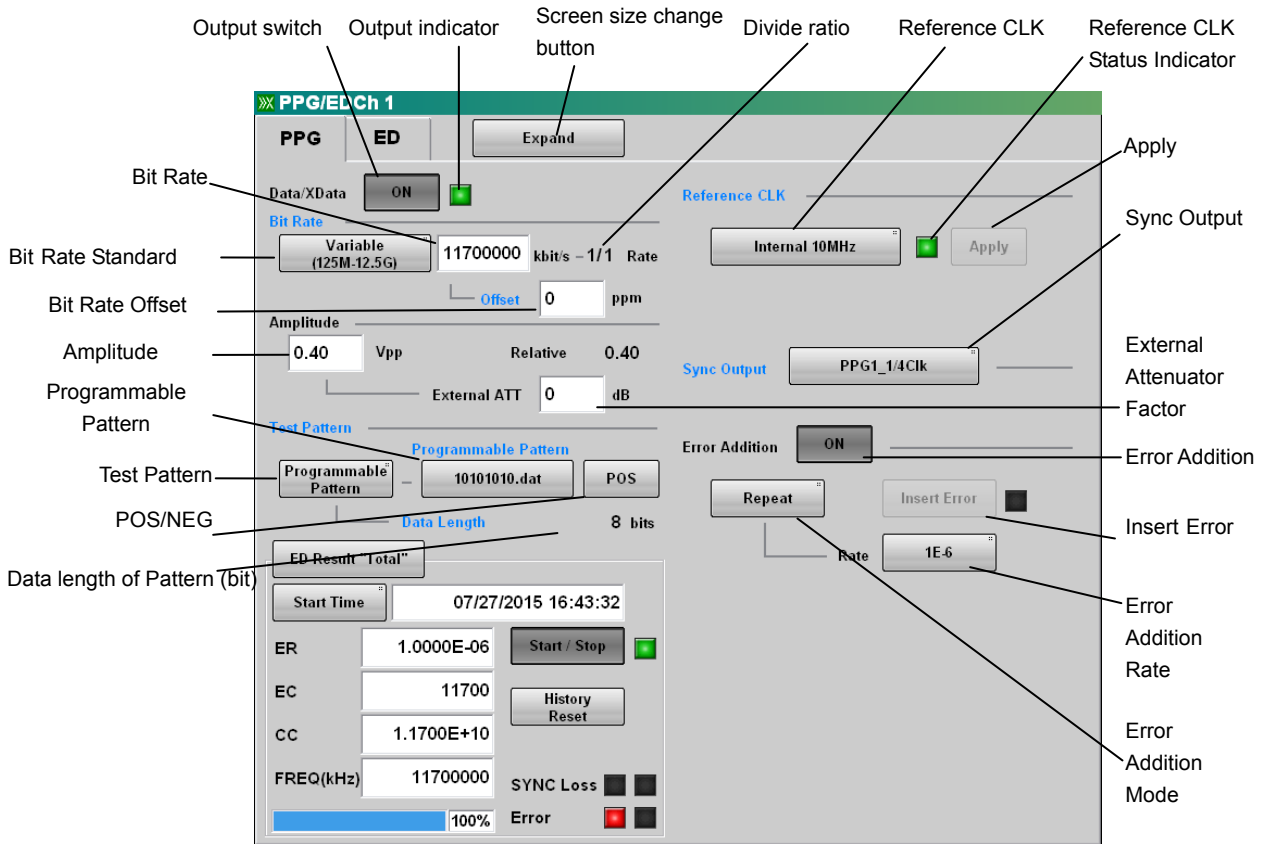 Output switch
Output indicator
Screen size change
button
Divide ratio
Reference CLK
Reference CLK
Status Indicator
PPG/EDCh 1
PPG
ED
Expand
Apply
Bit Rate
Data/XData
ON
Reference CLK
Sync Output
Bit Rate
Bit Rate Standard
Variable
(125M-12.5G)
11700000
kbit/s
– 1/1
Rate
Internal 10MHz
Apply
Bit Rate Offset
Offset
0
ppm
Amplitude
Amplitude
0.40
Vpp
Relative
0.40
Sync Output
PPG1_1/4Clk
External
Attenuator
Factor
External ATT
0
dB
Programmable
Pattern
Test Pattern
Programmable Pattern
Error Addition
ON
Error Addition
Test Pattern
Programmable
Pattern
10101010.dat
POS
Repeat
Insert Error
Insert Error
POS/NEG
Data Length
8 bits
Rate
1E-6
Data length of Pattern (bit)
ED Result "Total"
Start Time
07/27/2015 16:43:32
Error
Addition
Rate
ER
1.0000E-06
Start / Stop
EC
11700
History
Reset
CC
1.1700E+10
Error
Addition
Mode
FREQ(kHz)
11700000
SYNC Loss
100%
Error